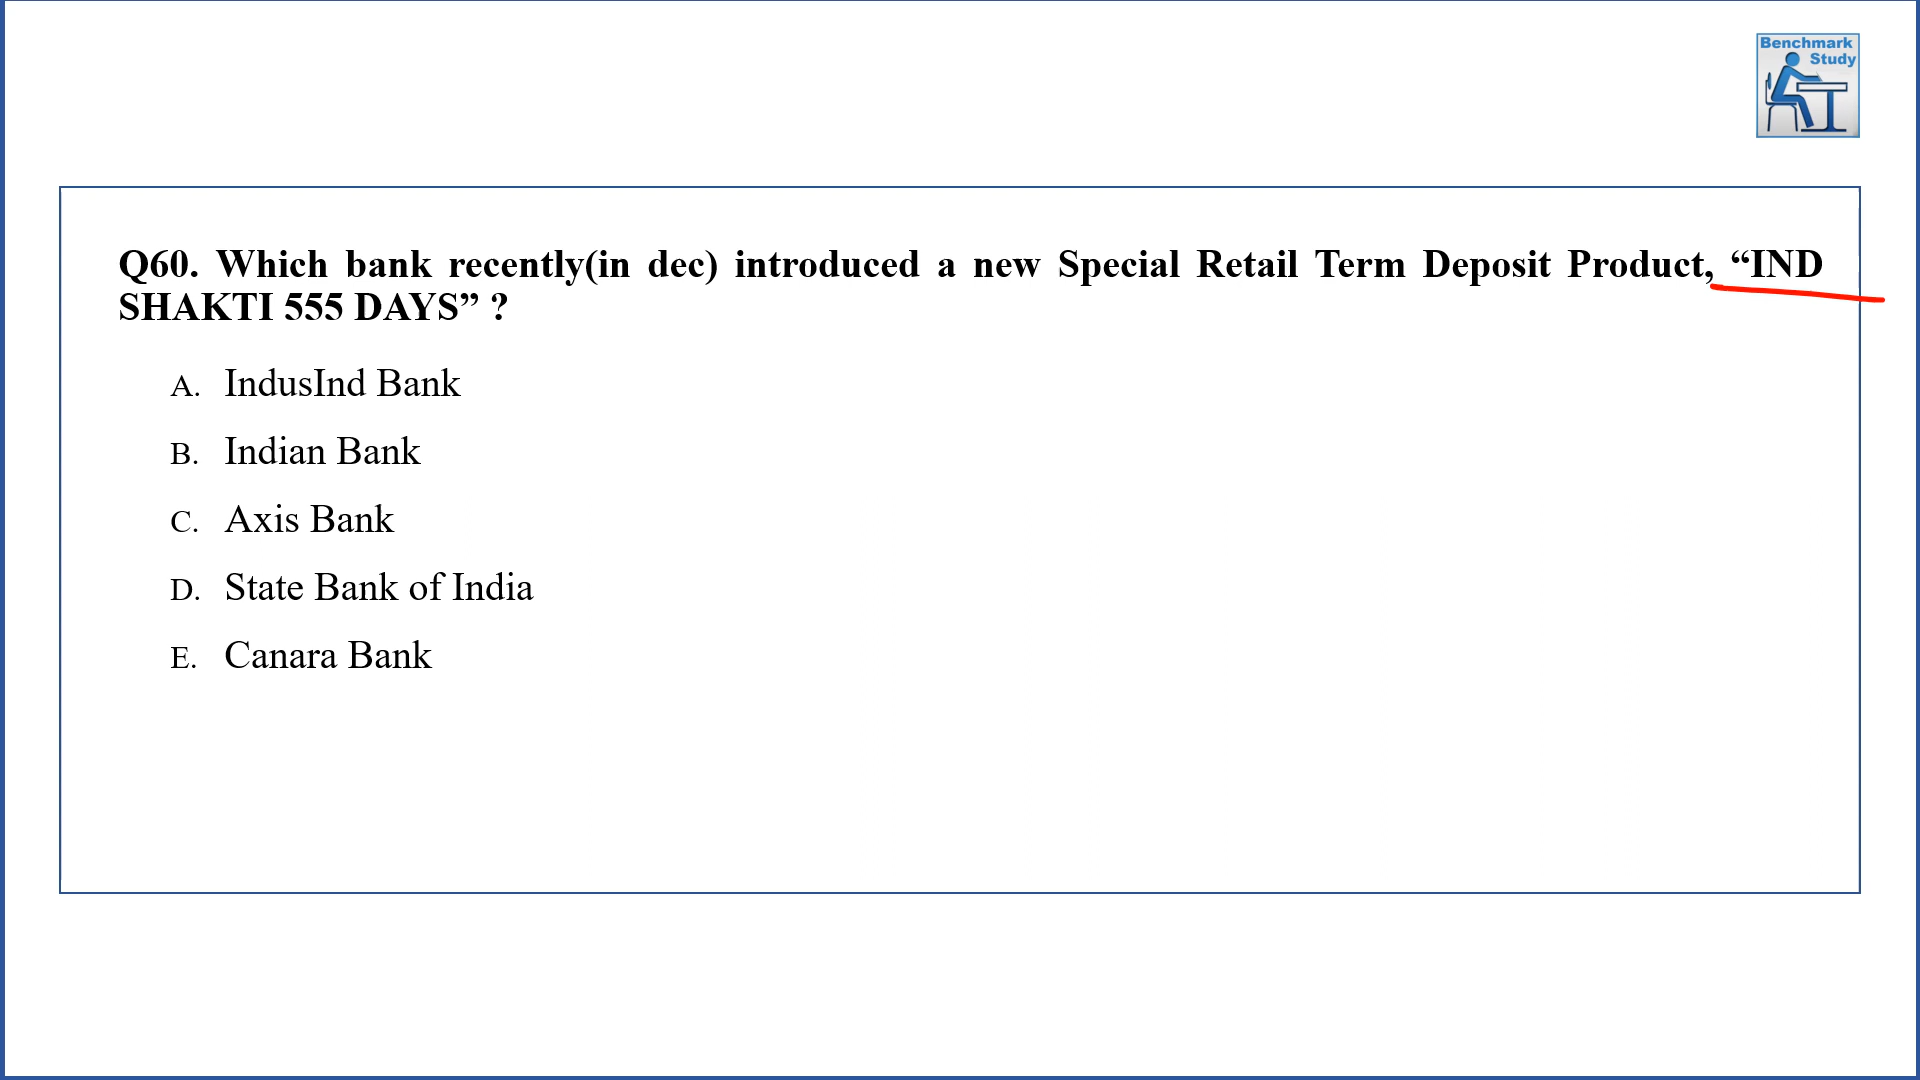 Benchmark
Study
Q60. Which bank recently(in dec) introduced a new Special Retail Term Deposit Product, “IND
SHAKTI 555 DAYS” ?
A. IndusInd Bank
B. Indian Bank
C. Axis Bank
D. State Bank of India
E. Canara Bank